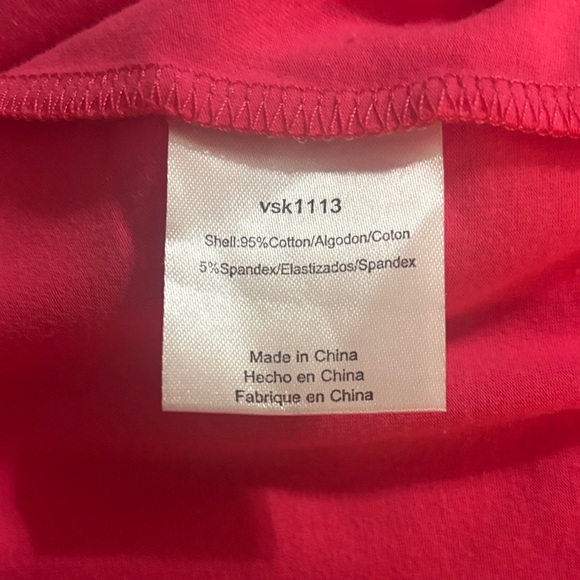 vsk1113
Shell:95%Cotton/Algodon/Coton
5%Spandex/Elastizados/Spandex
Made in China
Hecho en China
Fabrique en China